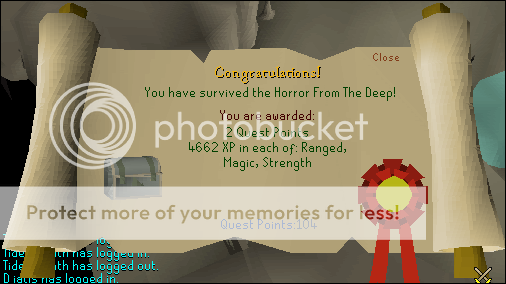 Close
Congratulations!
You have survived the Horror From The Deep!
You are awarded:
2 Quest Points
4662 XP in each of: Ranged,
Magic, Strength
photobucket
Protect more of your memories for less!
Quest Points:104
has logged in.
has logged out.
has logged in.